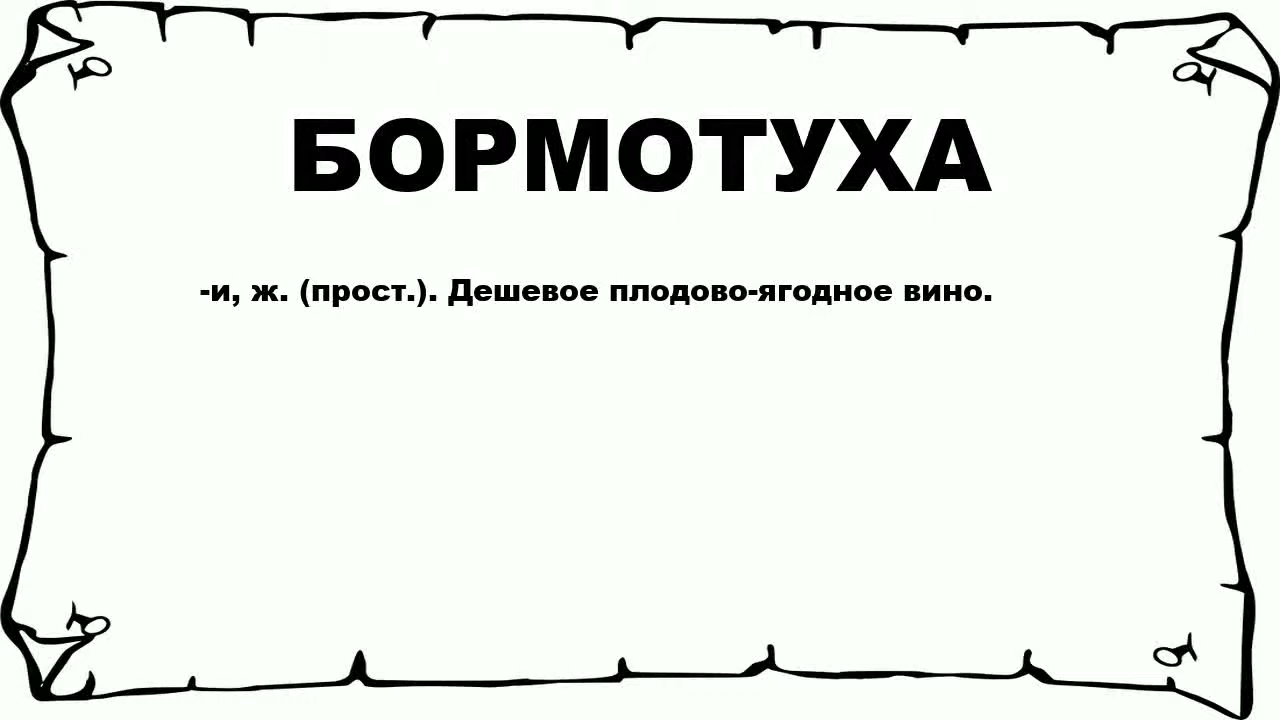 БОРМОТУХА
-и, ж. (прост.). Дешевое плодово-ягодное вино.